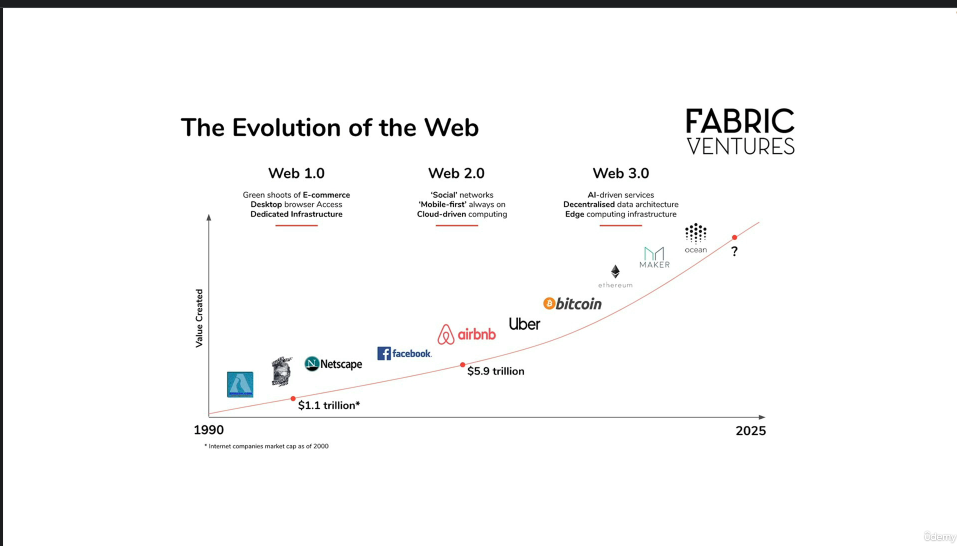 The Evolution of the Web
FABRIC
VENTURES
Web 1.0
Green shoots of E-commerce
Desktop browser Access
Dedicated Infrastructure
Web 2.0
'Social' networks
'Mobile-first' always on
Cloud-driven computing
Web 3.0
AI-driven services
Decentralised data architecture
Edge computing infrastructure
Value Created
Netscape
facebook.
airbnb
Uber
bitcoin
ethereum
MAKER
ocean
$1.1 trillion*
$5.9 trillion
?
1990
2025
* Internet companies market cap as of 2000
Udemy